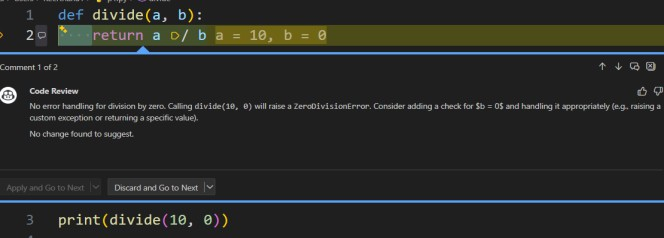 1 def divide(a, b):
2 return a / b a = 10, b = 0
Comment 1 of 2
Code Review
No error handling for division by zero. Calling divide(10, 0) will raise a ZeroDivisionError. Consider adding a check for $b = 0$ and handling it appropriately (e.g., raising a
custom exception or returning a specific value).
No change found to suggest.
Apply and Go to Next Discard and Go to Next
3 print(divide(10, 0))